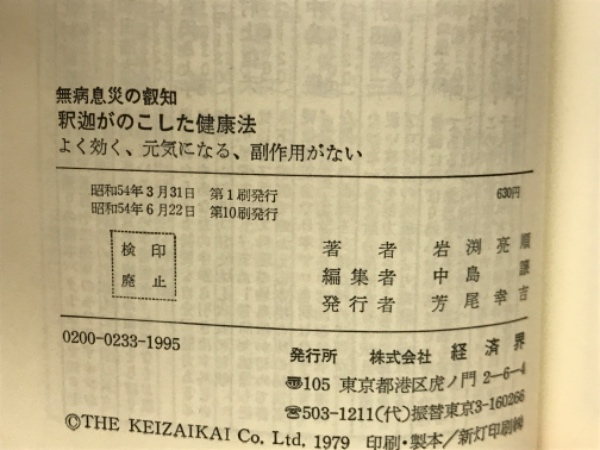 無病息災の叡知
釈迦がのこした健康法
よく効く、元気になる、副作用がない
昭和54年3月31日 第1刷発行
昭和54年6月22日 第10刷発行
630円
検印
廃止
著者 岩渕亮順
編集者 中島 譲
発行者 芳尾幸吉
0200-0233-1995
発行所 株式会社 経済界
〠105 東京都港区虎ノ門2-6-4
☎503-1211(代)振替東京3-160266
©THE KEIZAIKAI Co. Ltd. 1979 印刷・製本/新灯印刷㈱